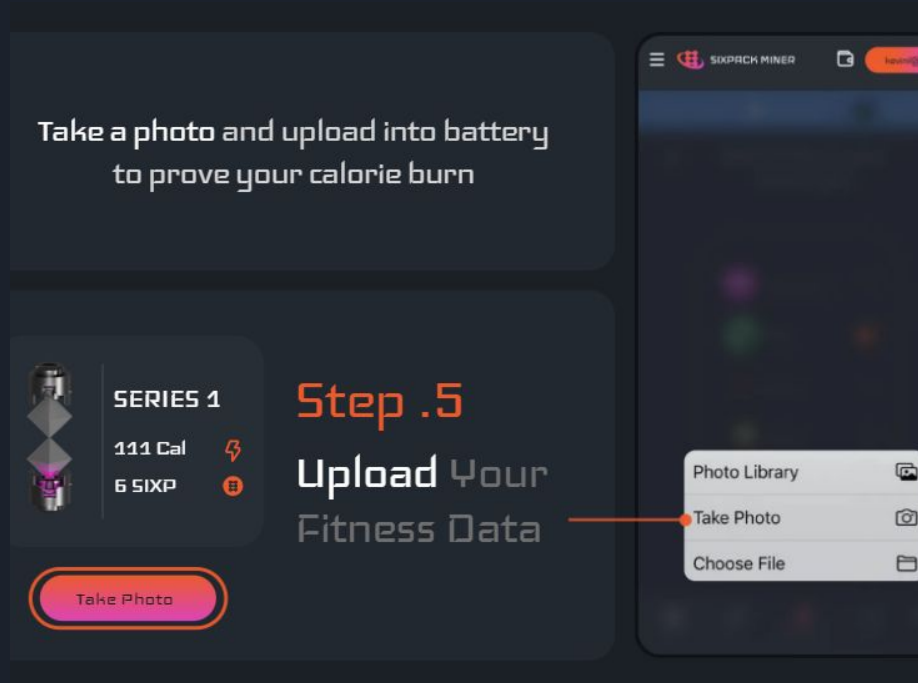 Take a photo and upload into battery
to prove your calorie burn
SERIES 1
111 Cal
6 SIXP
Take Photo
Step .5
Upload Your
Fitness Data
SIXPACK MINER
Photo Library
Take Photo
Choose File